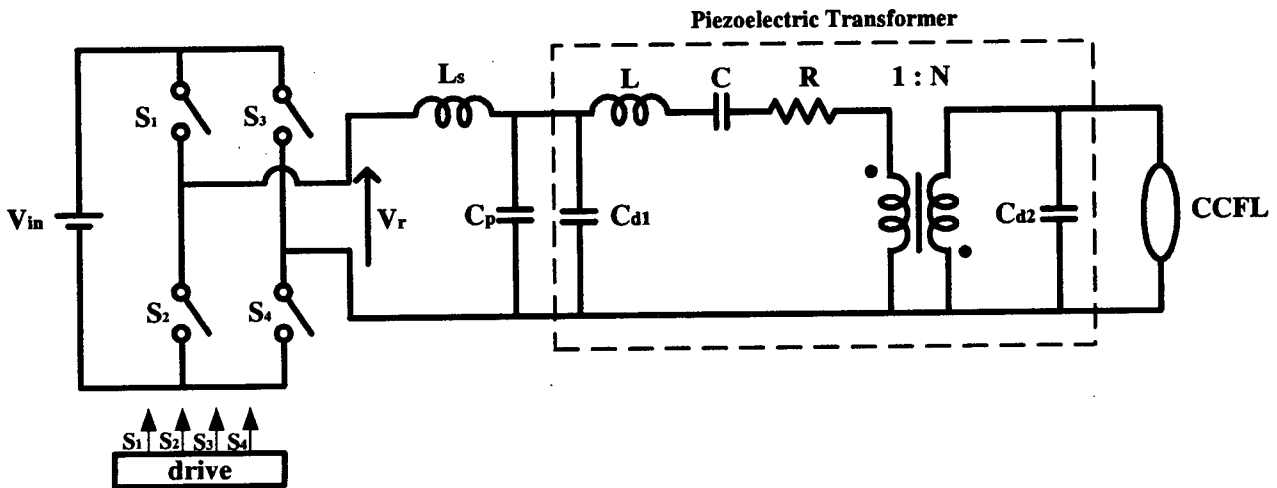 Piezoelectric Transformer
Ls
L
C
R
1 : N
S1
S3
Vin
Vr
Cp
Cd1
Cd2
CCFL
S2
S4
S1 S2 S3 S4
drive